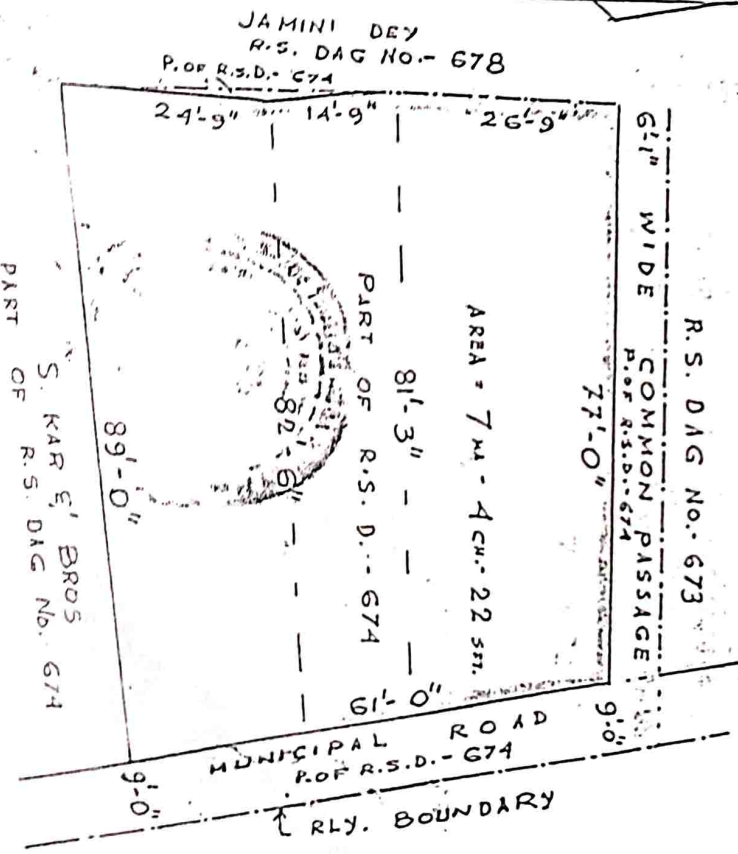 JAMINI DEY
R.S. DAG NO.- 678
P. OF R.S.D.- 674
24'-9"
14'-9"
26'-9"
6'-1" WIDE COMMON PASSAGE
P. OF R.S.D.- 674
R.S. DAG NO.- 673
77'-0"
AREA = 7 KA - 4 CH.- 22 SFT.
81'-3"
PART OF R.S.D.- 674
82'-6"
89'-0"
S. KAR & BROS
PART OF R.S. DAG NO. 674
61'-0"
MUNICIPAL ROAD
P. OF R.S.D.- 674
9'-0"
9'-0"
RLY. BOUNDARY